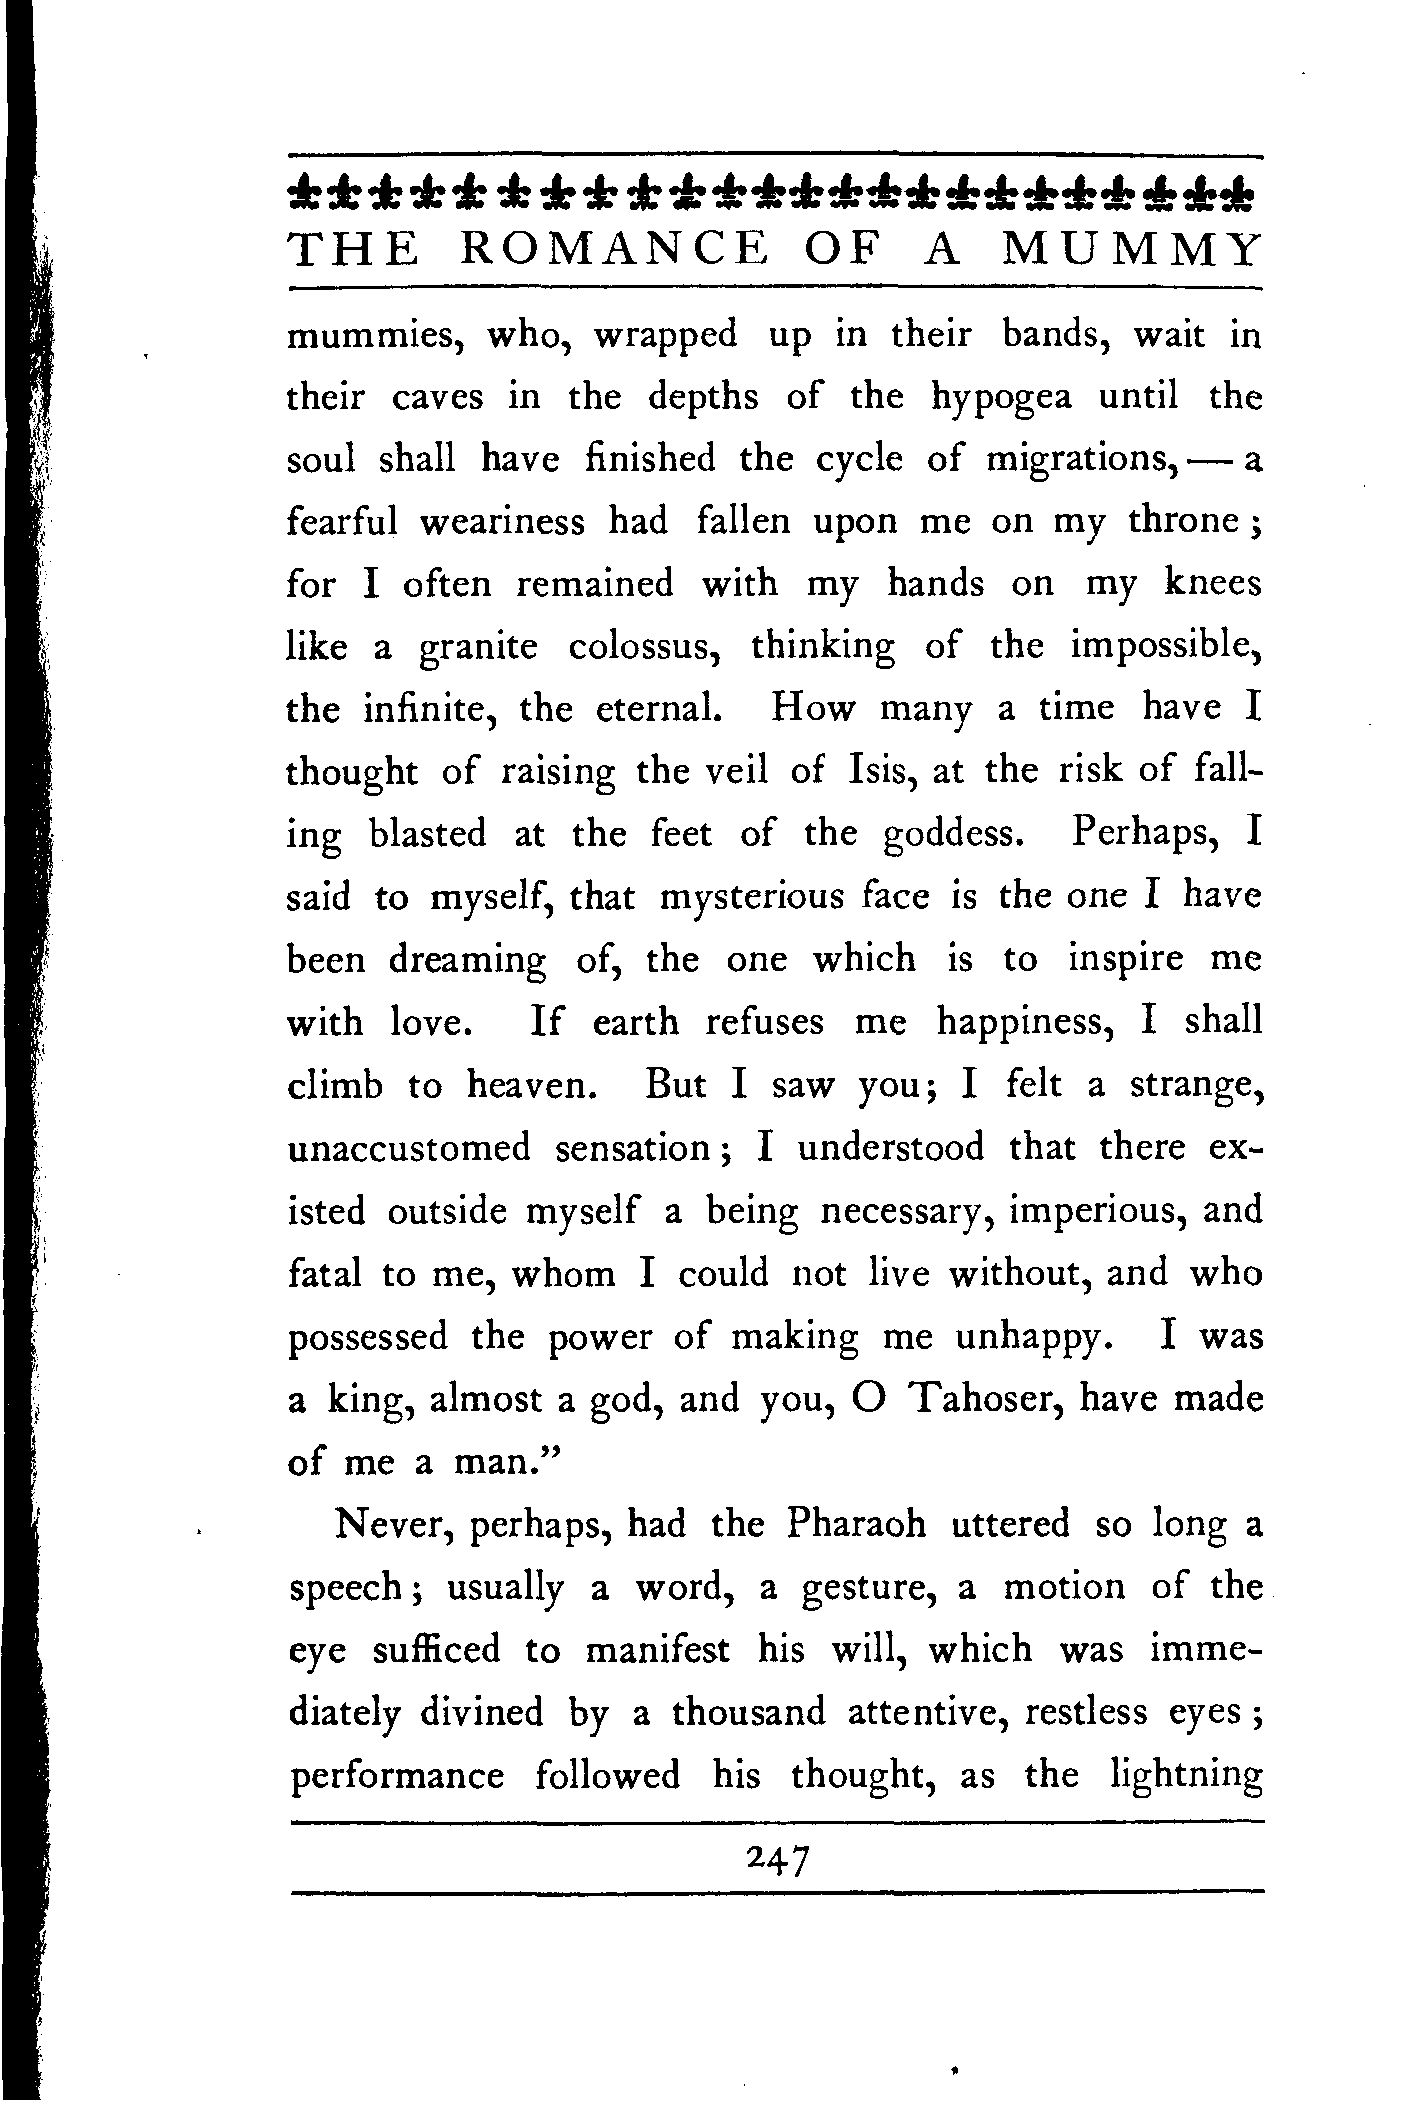 THE ROMANCE OF A MUMMY
mummies, who, wrapped up in their bands, wait in
their caves in the depths of the hypogea until the
soul shall have finished the cycle of migrations,— a
fearful weariness had fallen upon me on my throne ;
for I often remained with my hands on my knees
like a granite colossus, thinking of the impossible,
the infinite, the eternal. How many a time have I
thought of raising the veil of Isis, at the risk of fall-
ing blasted at the feet of the goddess. Perhaps, I
said to myself, that mysterious face is the one I have
been dreaming of, the one which is to inspire me
with love. If earth refuses me happiness, I shall
climb to heaven. But I saw you; I felt a strange,
unaccustomed sensation ; I understood that there ex-
isted outside myself a being necessary, imperious, and
fatal to me, whom I could not live without, and who
possessed the power of making me unhappy. I was
a king, almost a god, and you, O Tahoser, have made
of me a man.”
Never, perhaps, had the Pharaoh uttered so long a
speech ; usually a word, a gesture, a motion of the
eye sufficed to manifest his will, which was imme-
diately divined by a thousand attentive, restless eyes ;
performance followed his thought, as the lightning
247